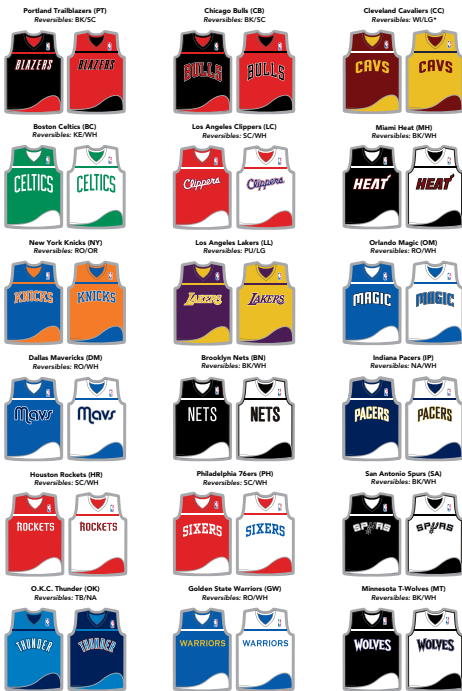 Portland Trailblazers (PT)
Reversibles: BK/SC
BLAZERS BLAZERS
Chicago Bulls (CB)
Reversibles: BK/SC
BULLS BULLS
Cleveland Cavaliers (CC)
Reversibles: WI/LG*
CAVS CAVS
Boston Celtics (BC)
Reversibles: KE/WH
CELTICS CELTICS
Los Angeles Clippers (LC)
Reversibles: SC/WH
Clippers Clippers
Miami Heat (MH)
Reversibles: BK/WH
HEAT HEAT
New York Knicks (NY)
Reversibles: RO/OR
KNICKS KNICKS
Los Angeles Lakers (LL)
Reversibles: PU/LG
LAKERS LAKERS
Orlando Magic (OM)
Reversibles: RO/WH
MAGIC MAGIC
Dallas Mavericks (DM)
Reversibles: RO/WH
Mavs Mavs
Brooklyn Nets (BN)
Reversibles: BK/WH
NETS NETS
Indiana Pacers (IP)
Reversibles: NA/WH
PACERS PACERS
Houston Rockets (HR)
Reversibles: SC/WH
ROCKETS ROCKETS
Philadelphia 76ers (PH)
Reversibles: SC/WH
SIXERS SIXERS
San Antonio Spurs (SA)
Reversibles: BK/WH
SPURS SPURS
O.K.C. Thunder (OK)
Reversibles: TB/NA
THUNDER THUNDER
Golden State Warriors (GW)
Reversibles: RO/WH
WARRIORS WARRIORS
Minnesota T-Wolves (MT)
Reversibles: BK/WH
WOLVES WOLVES